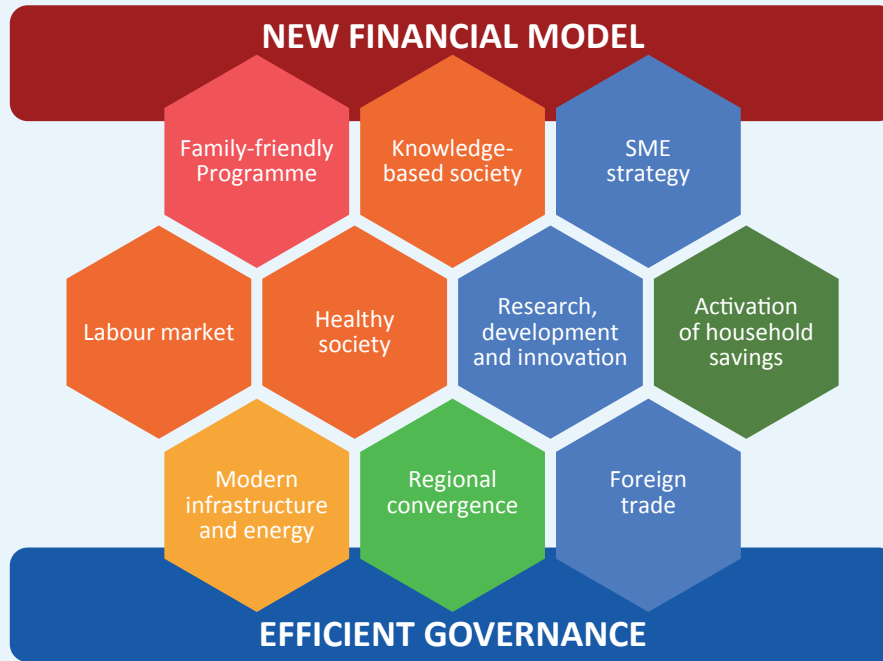 NEW FINANCIAL MODEL
Family-friendly
Programme
Knowledge-
based society
SME
strategy
Labour market
Healthy
society
Research,
development
and innovation
Activation
of household
savings
Modern
infrastructure
and energy
Regional
convergence
Foreign
trade
EFFICIENT GOVERNANCE